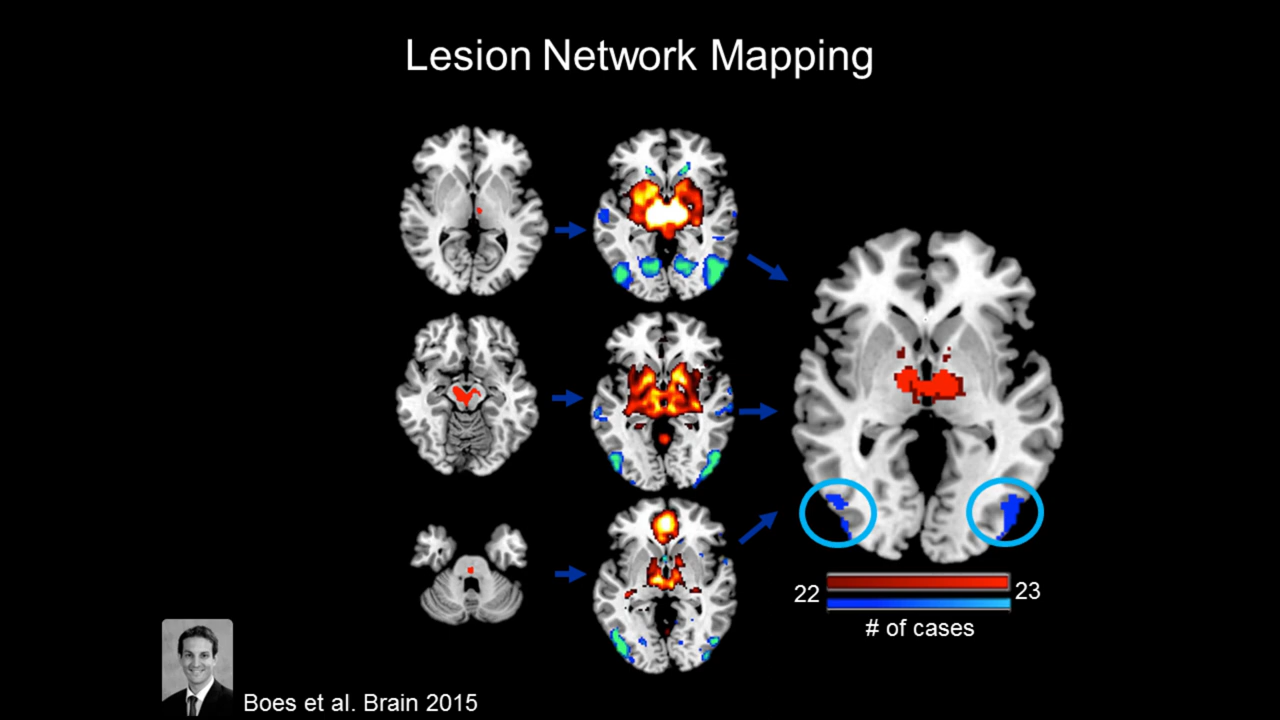 Lesion Network Mapping
22
23
# of cases
Boes et al. Brain 2015